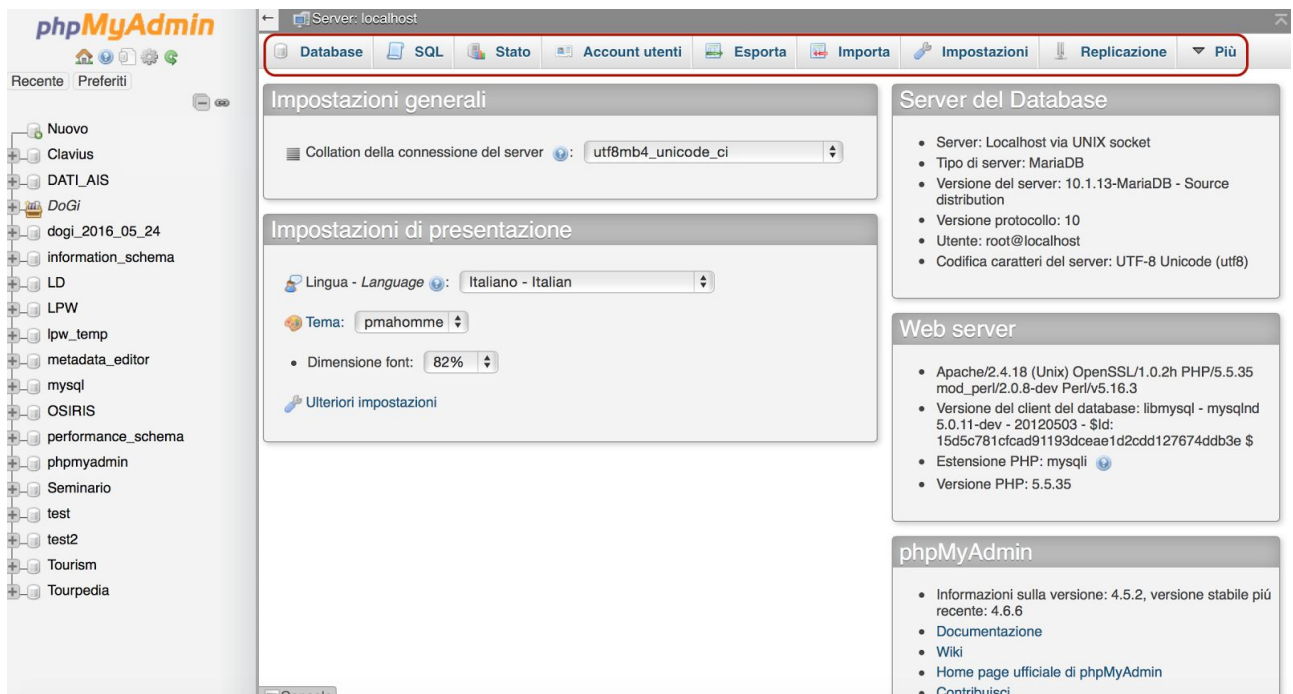 phpMyAdmin
Recente Preferiti
Nuovo
Clavius
DATI_AIS
DoGi
dogi_2016_05_24
information_schema
LD
LPW
lpw_temp
metadata_editor
mysql
OSIRIS
performance_schema
phpmyadmin
Seminario
test
test2
Tourism
Tourpedia
Server: localhost
Database SQL Stato Account utenti Esporta Importa Impostazioni Replicazione Più
Impostazioni generali
Collation della connessione del server : utf8mb4_unicode_ci
Impostazioni di presentazione
Lingua - Language : Italiano - Italian
Tema: pmahomme
Dimensione font: 82%
Ulteriori impostazioni
Server del Database
Server: Localhost via UNIX socket
Tipo di server: MariaDB
Versione del server: 10.1.13-MariaDB - Source
distribution
Versione protocollo: 10
Utente: root@localhost
Codifica caratteri del server: UTF-8 Unicode (utf8)
Web server
Apache/2.4.18 (Unix) OpenSSL/1.0.2h PHP/5.5.35
mod_perl/2.0.8-dev Perl/v5.16.3
Versione del client del database: libmysql - mysqlnd
5.0.11-dev - 20120503 - $Id:
15d5c781cfcad91193dceae1d2cdd127674ddb3e $
Estensione PHP: mysqli
Versione PHP: 5.5.35
phpMyAdmin
Informazioni sulla versione: 4.5.2, versione stabile piú
recente: 4.6.6
Documentazione
Wiki
Home page ufficiale di phpMyAdmin
Contribuisci